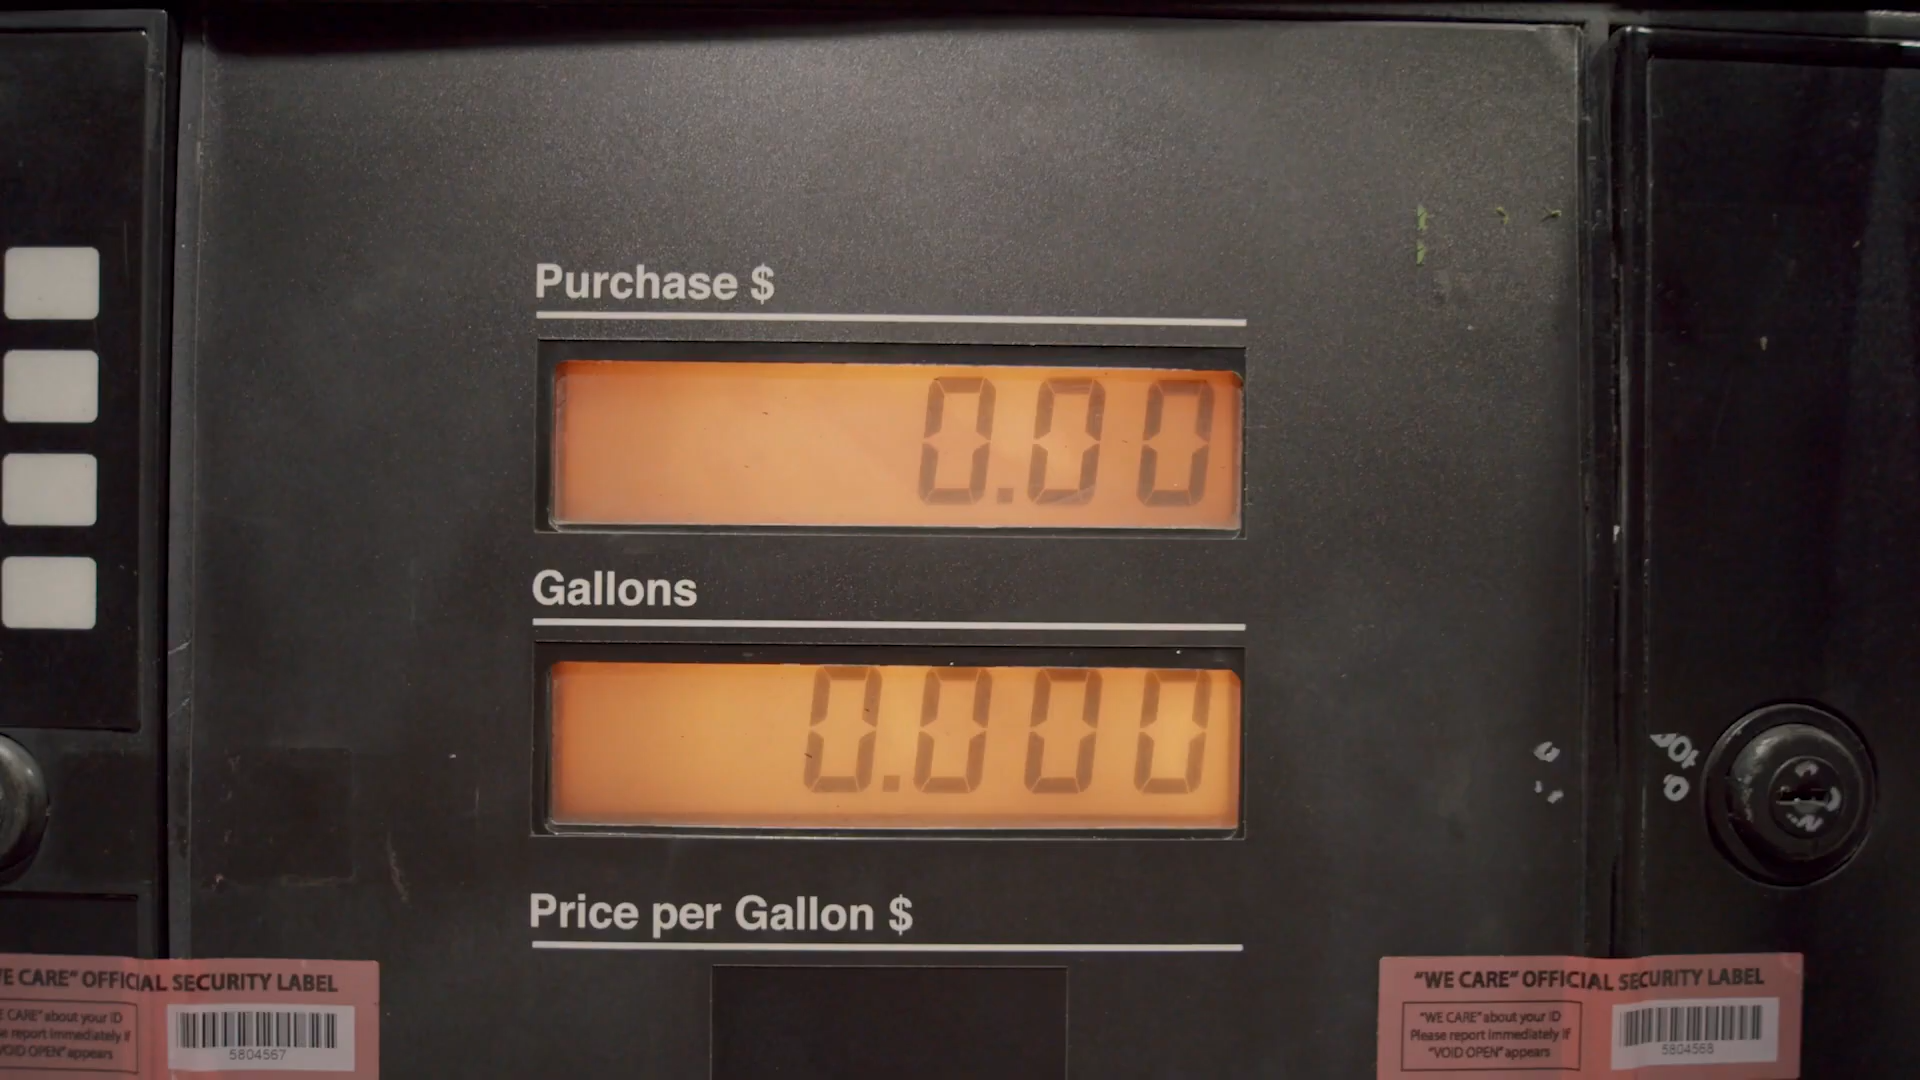 Purchase $
0.00
Gallons
0.000
Price per Gallon $
E CARE" OFFICIAL SECURITY LABEL
E CARE" about your ID
e report immediately if
VOID OPEN" appears
5804567
"WE CARE" OFFICIAL SECURITY LABEL
"WE CARE" about your ID
Please report immediately if
"VOID OPEN" appears
5804568